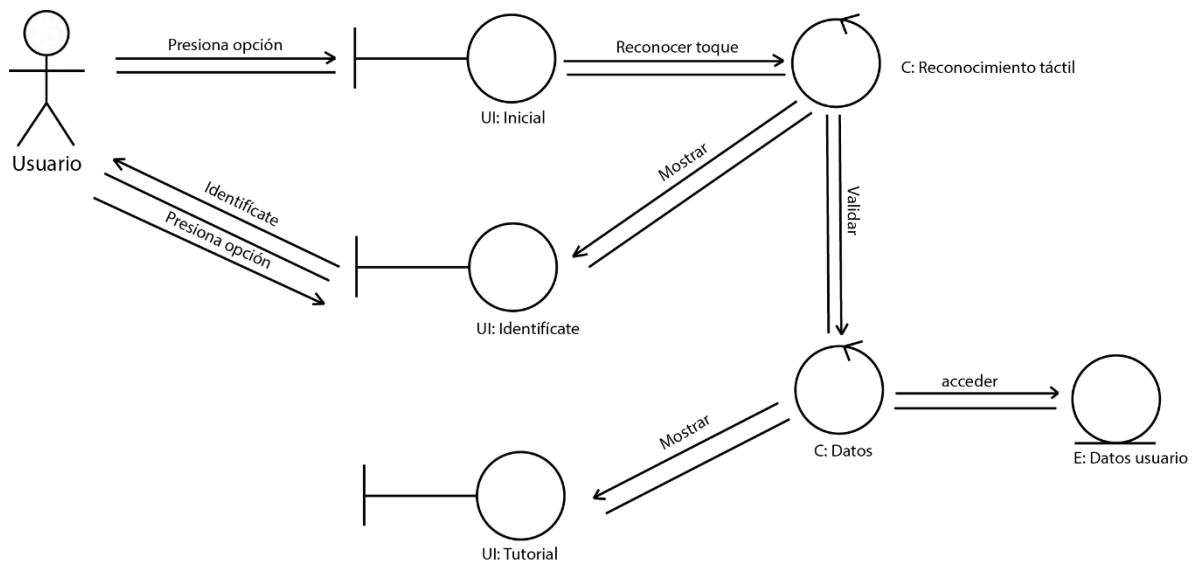 Presiona opción
Reconocer toque
C: Reconocimiento táctil
UI: Inicial
Usuario
Mostrar
Identifícate
Presiona opción
Validar
UI: Identifícate
acceder
Mostrar
C: Datos
E: Datos usuario
UI: Tutorial